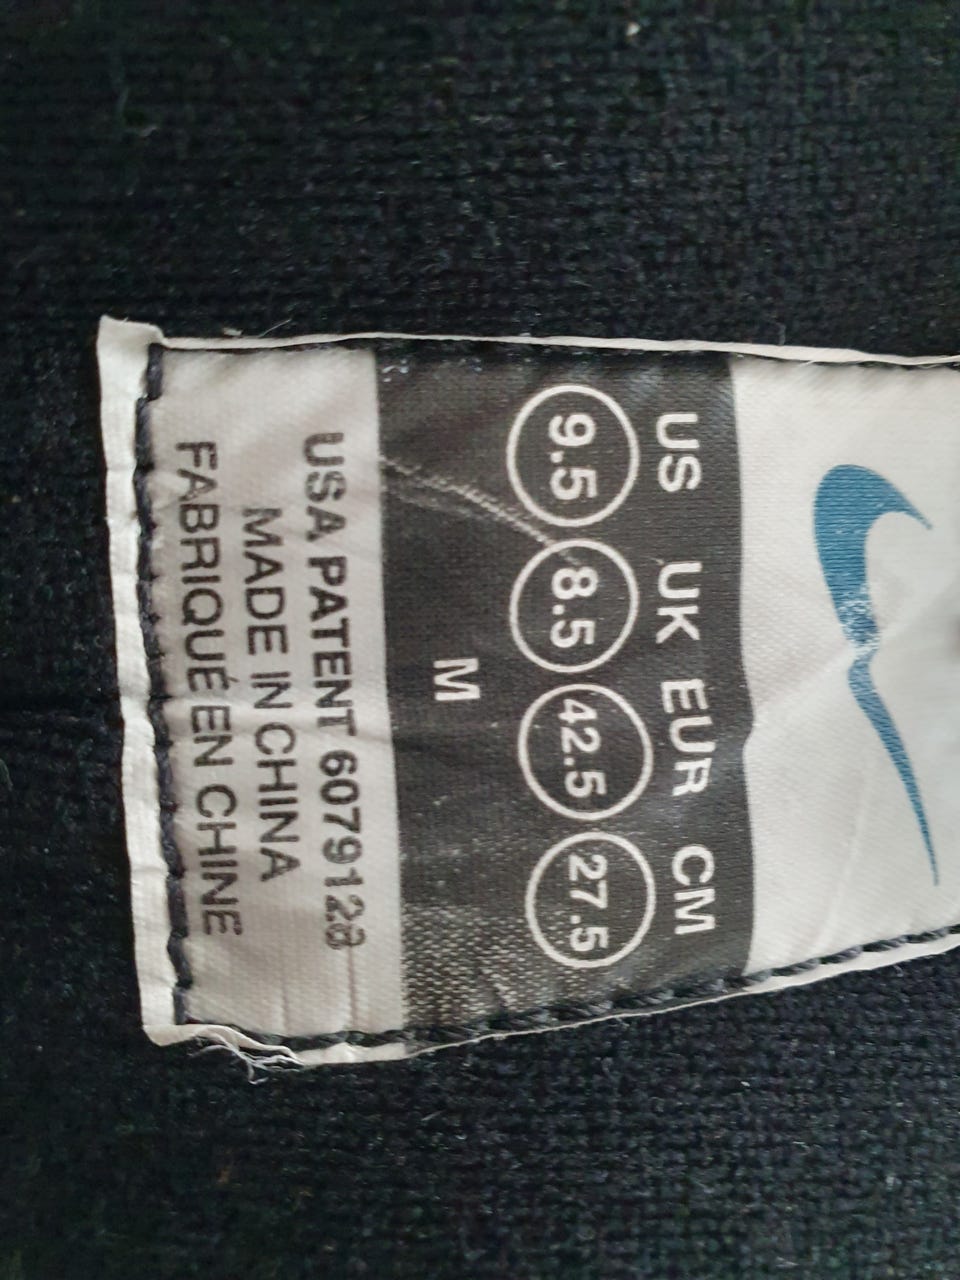 US UK EUR CM
9.5 8.5 42.5 27.5
M
USA PATENT 6079128
MADE IN CHINA
FABRIQUÉ EN CHINE